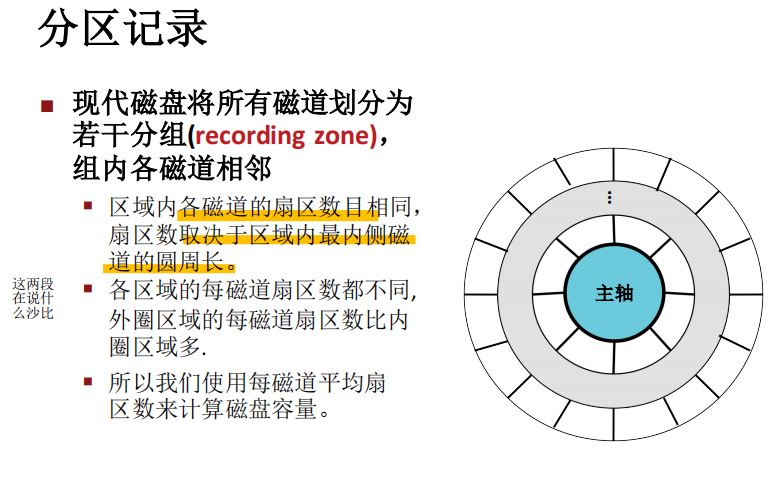 分区记录
■ 现代磁盘将所有磁道划分为
若干分组(recording zone),
组内各磁道相邻
▪ 区域内各磁道的扇区数目相同,
扇区数取决于区域内最内侧磁
道的圆周长。
这两段
在说什
么沙比
▪ 各区域的每磁道扇区数都不同,
外圈区域的每磁道扇区数比内
圈区域多.
▪ 所以我们使用每磁道平均扇
区数来计算磁盘容量。
⋮
主轴